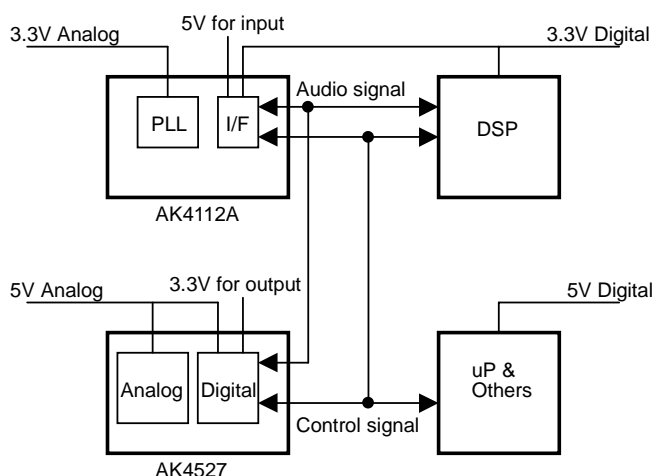 5V for input
3.3V Analog
3.3V Digital
Audio signal
PLL
I/F
DSP
AK4112A
5V Analog
3.3V for output
5V Digital
Analog
Digital
uP &
Others
Control signal
AK4527